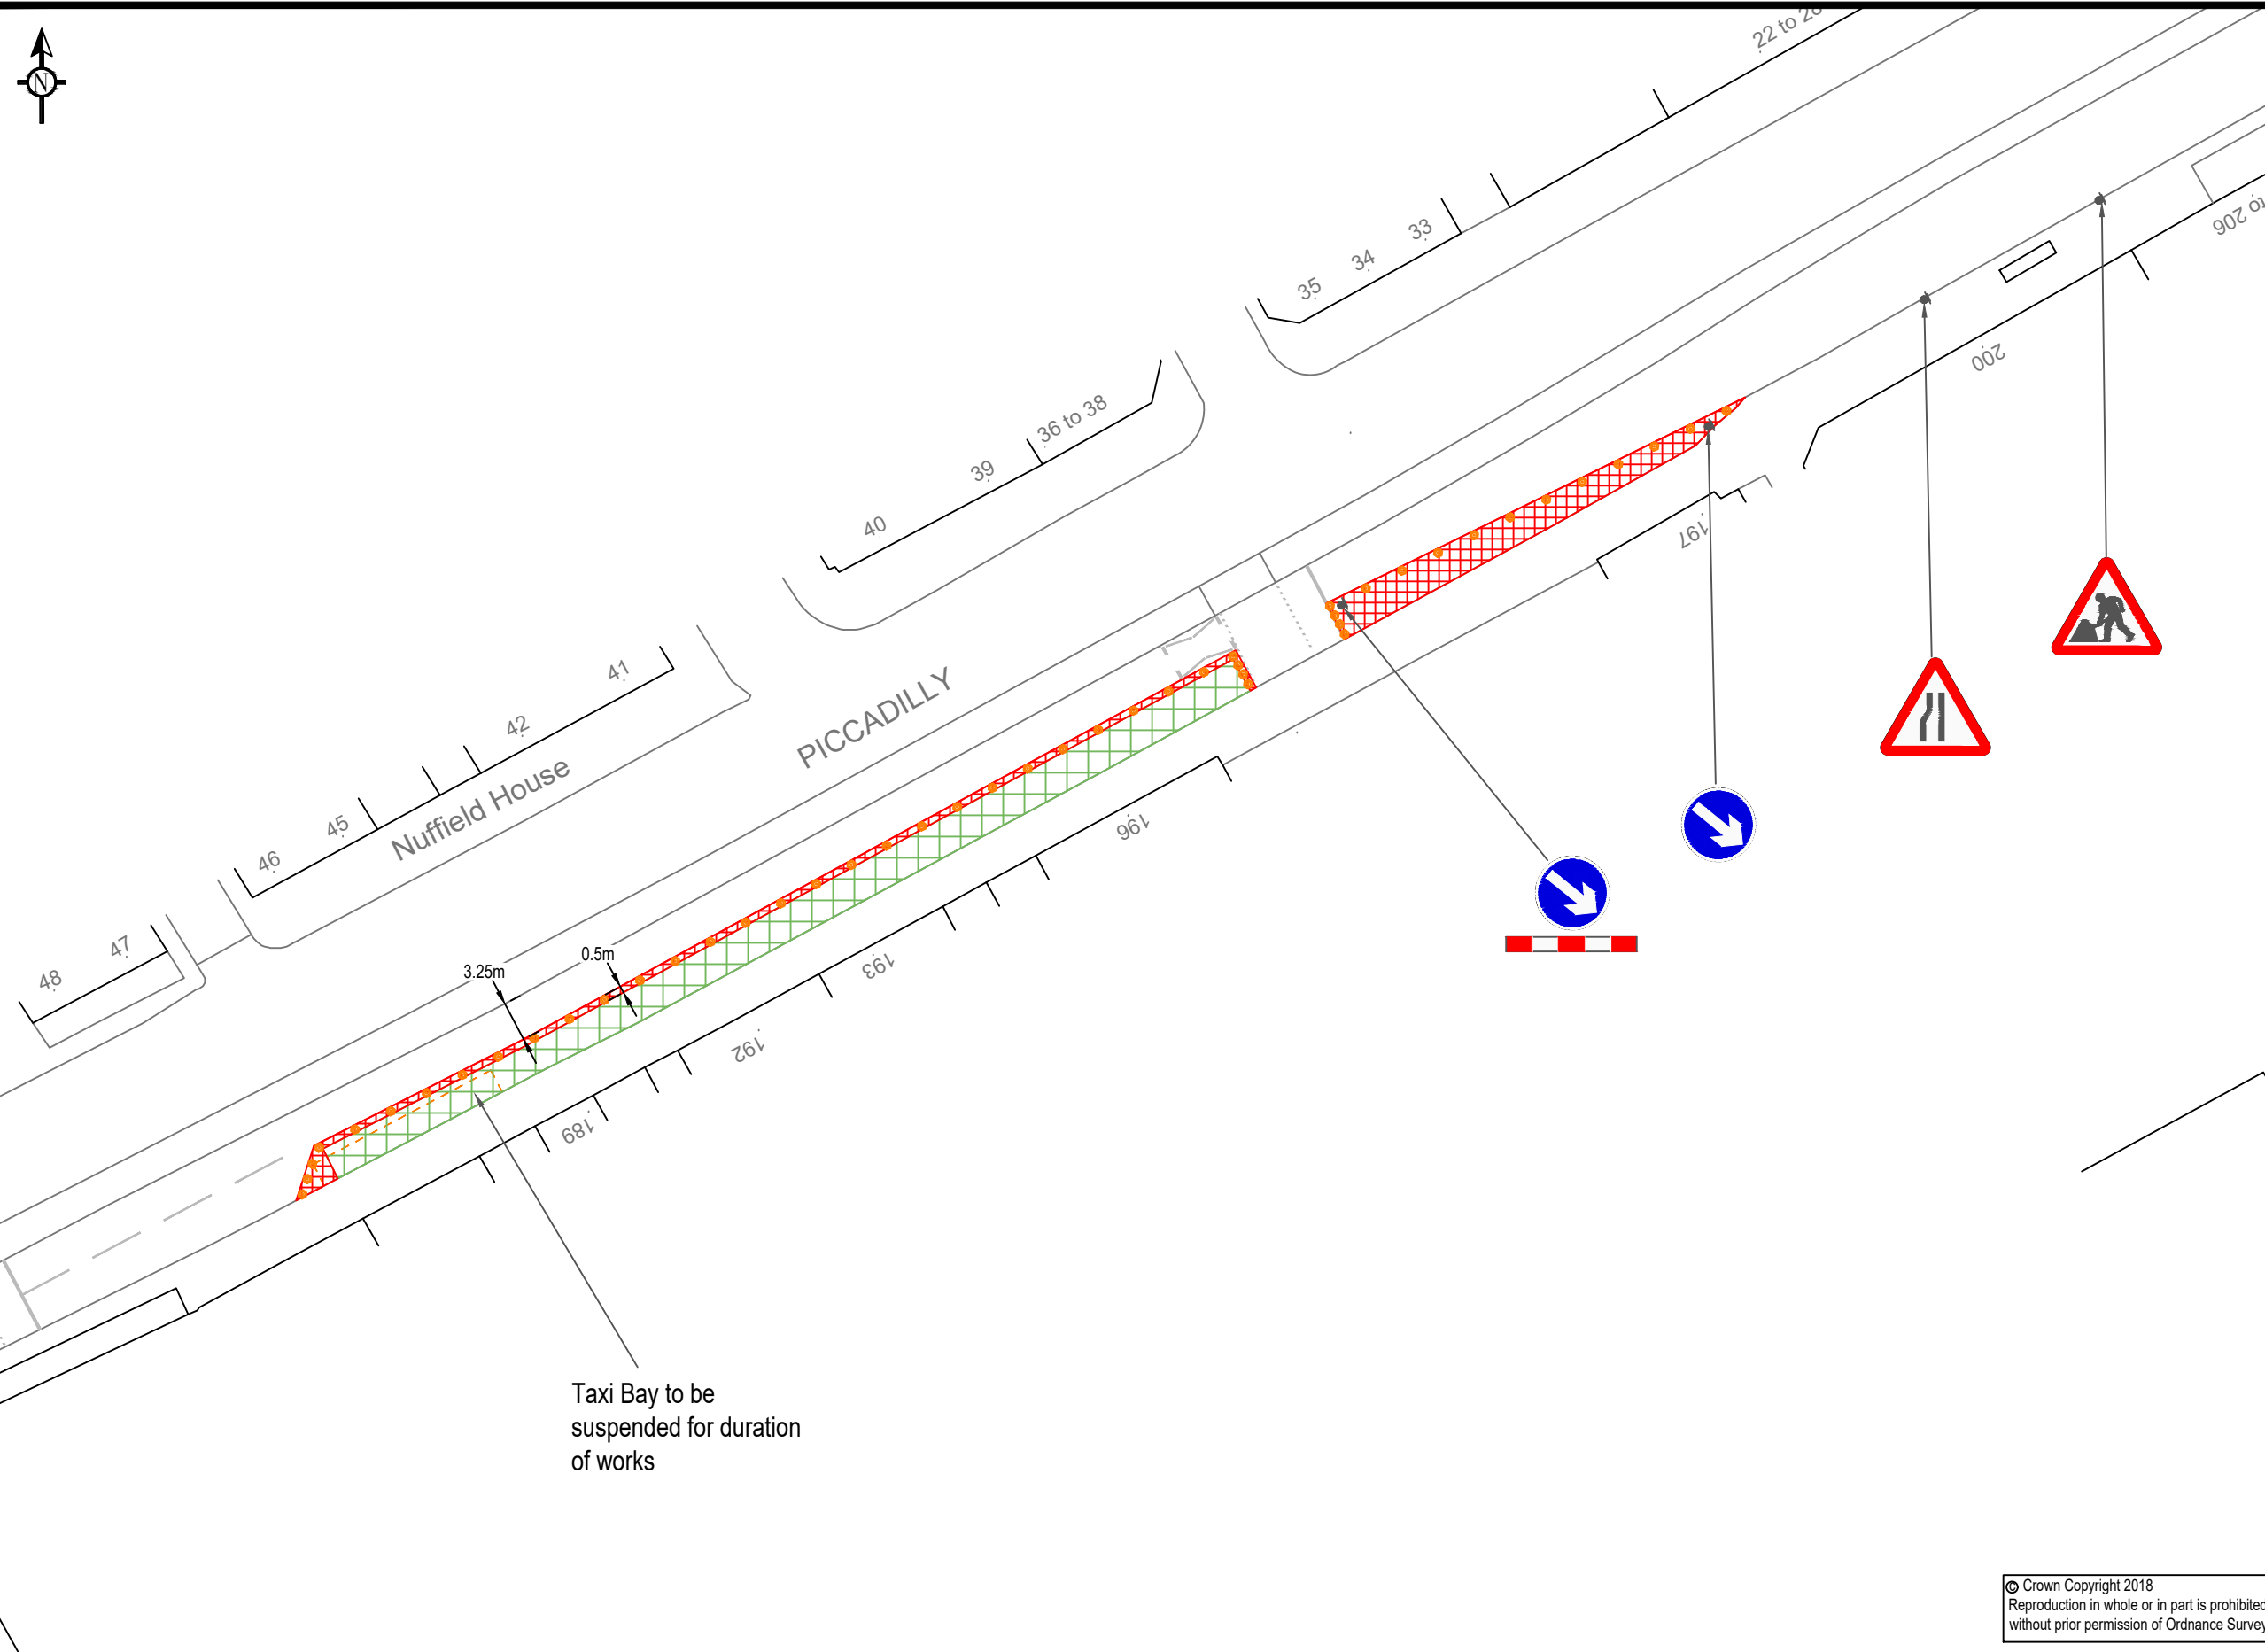 N
22 to 28
33
34
35
36 to 38
39
40
41
42
45
46
47
48
Nuffield House
PICCADILLY
206
200
197
196
193
192
189
3.25m
0.5m
Taxi Bay to be
suspended for duration
of works
© Crown Copyright 2018
Reproduction in whole or in part is prohibited
without prior permission of Ordnance Survey